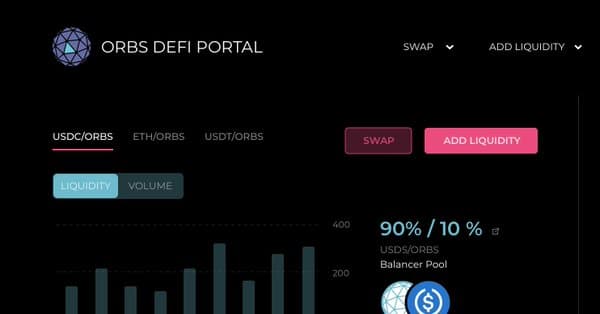 ORBS DEFI PORTAL
SWAP
ADD LIQUIDITY
USDC/ORBS
ETH/ORBS
USDT/ORBS
SWAP
ADD LIQUIDITY
LIQUIDITY
VOLUME
400
200
90% / 10 %
USDS/ORBS
Balancer Pool
$